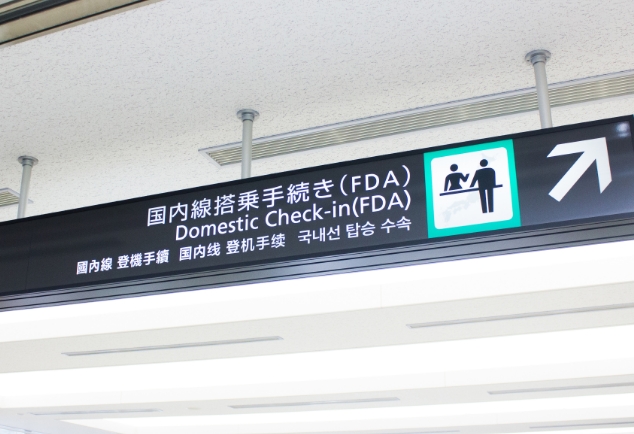 国内線搭乗手続き(FDA)
Domestic Check-in(FDA)
國內線 登機手續 国内线 登机手续 국내선 탑승 수속